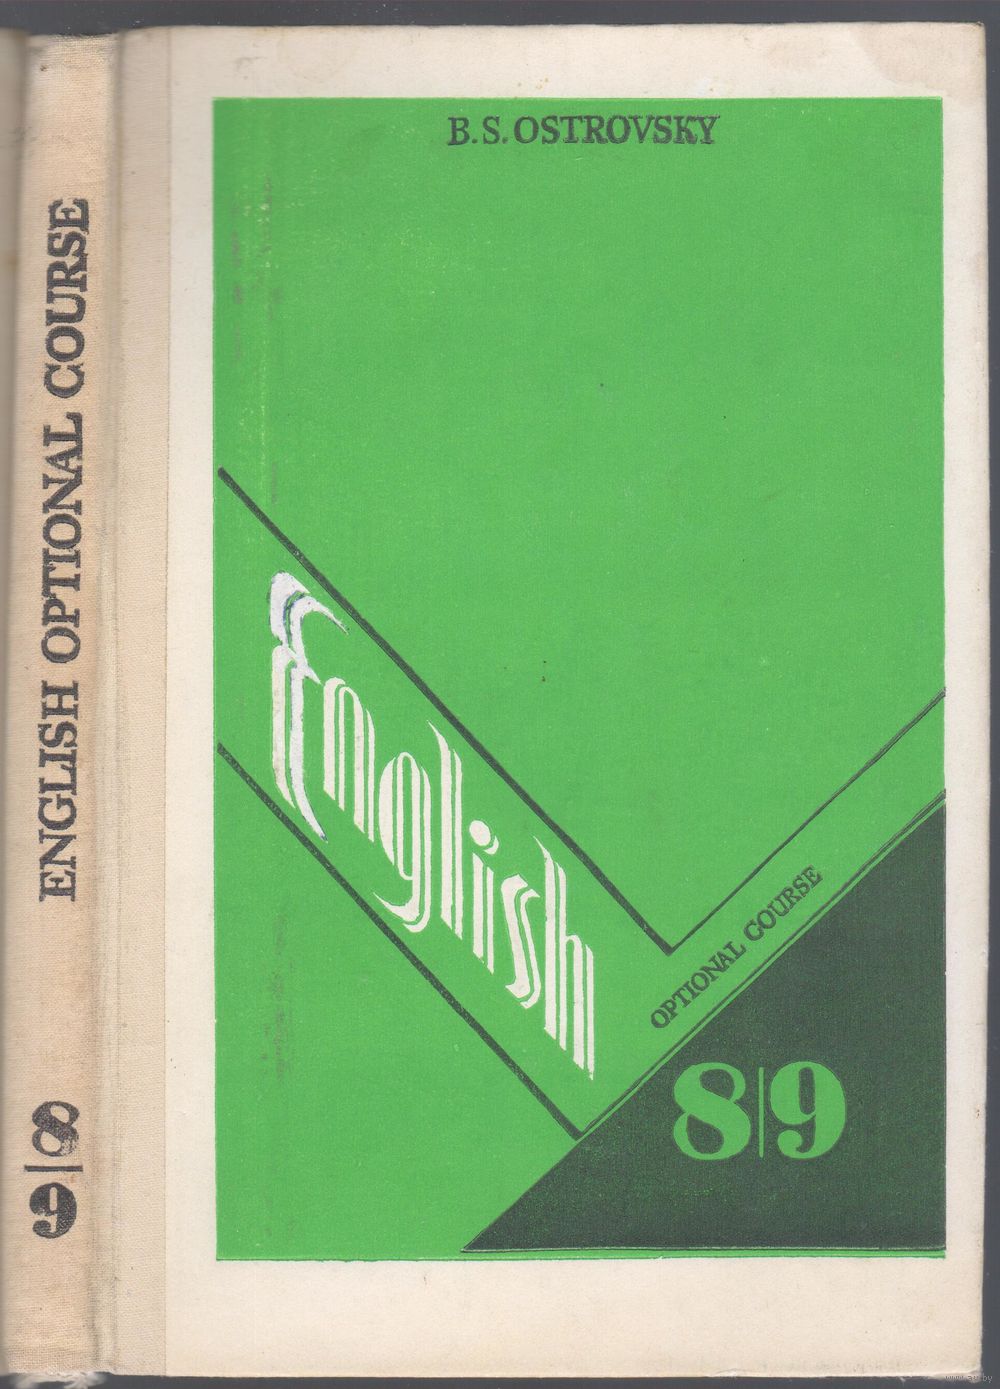 ENGLISH OPTIONAL COURSE
9|8
B.S. OSTROVSKY
English
OPTIONAL COURSE
8|9